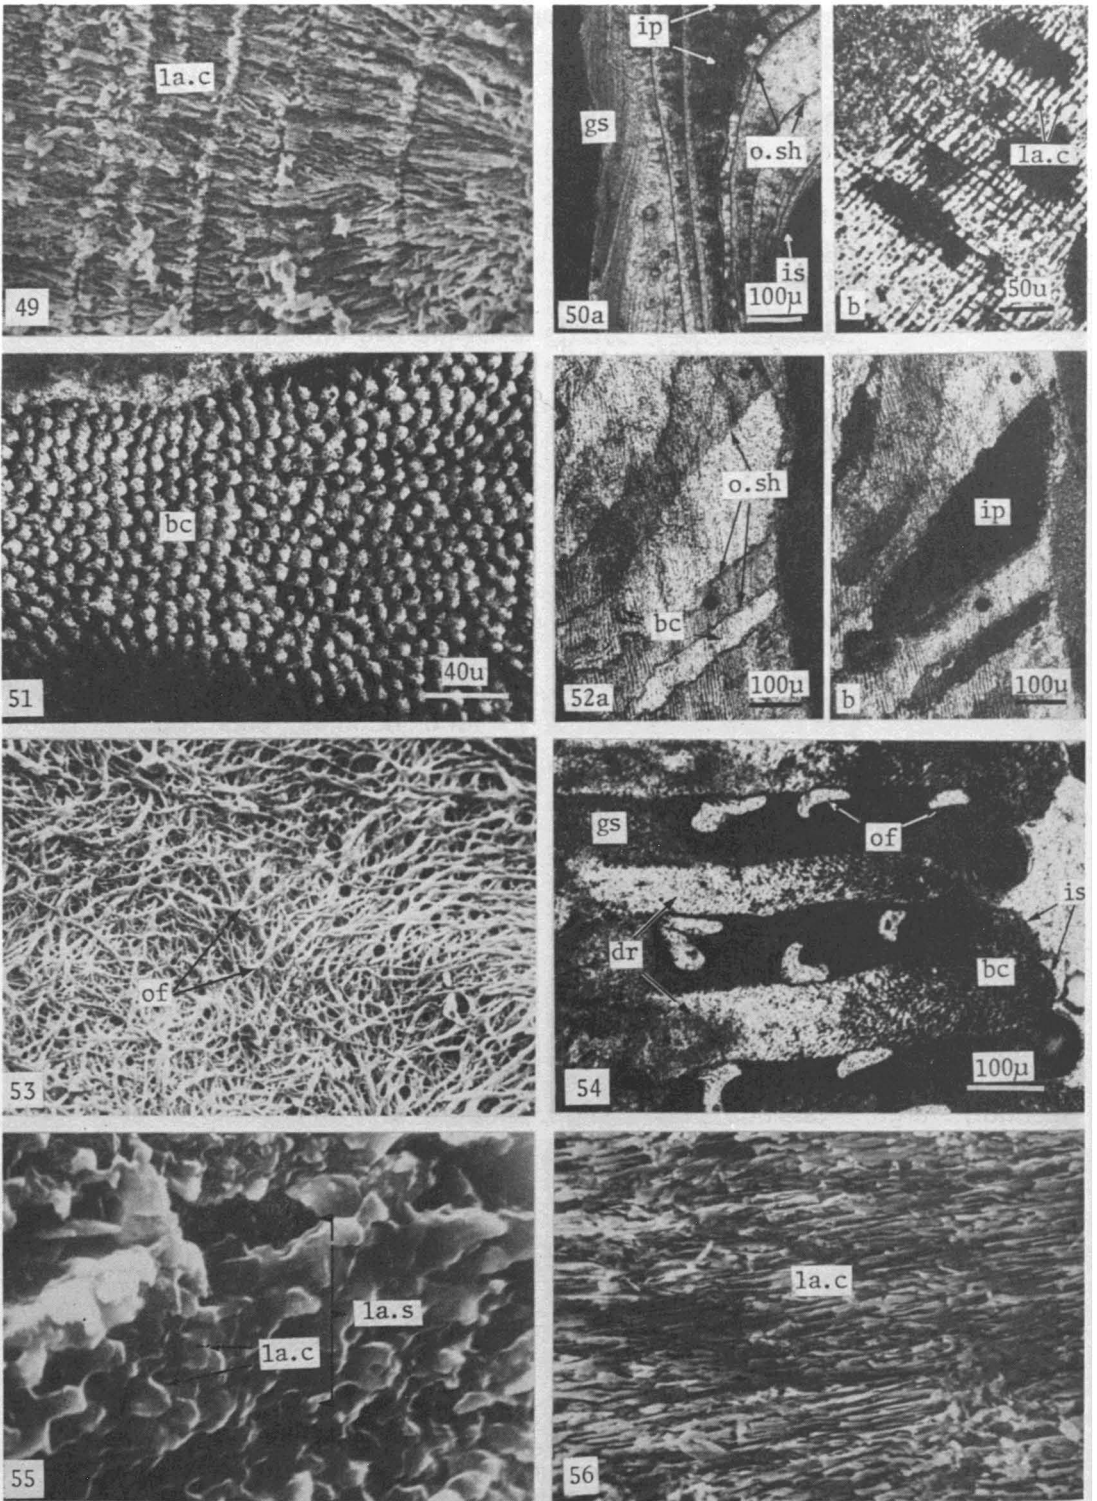 la.c
49
ip
gs
o.sh
is
100μ
50a
la.c
50u
b
bc
40u
51
o.sh
bc
100μ
52a
ip
100μ
b
of
53
gs
of
is
dr
bc
100μ
54
la.s
la.c
55
la.c
56